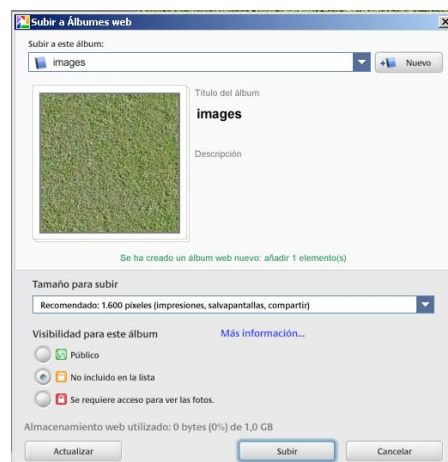 Subir a Álbumes web
Subir a este álbum:
images
Nuevo
Título del álbum
images
Descripción
Se ha creado un álbum web nuevo: añadir 1 elemento(s)
Tamaño para subir
Recomendado: 1.600 píxeles (impresiones, salvapantallas, compartir)
Visibilidad para este álbum Más información...
Público
No incluido en la lista
Se requiere acceso para ver las fotos.
Almacenamiento web utilizado: 0 bytes (0%) de 1,0 GB
Actualizar Subir Cancelar